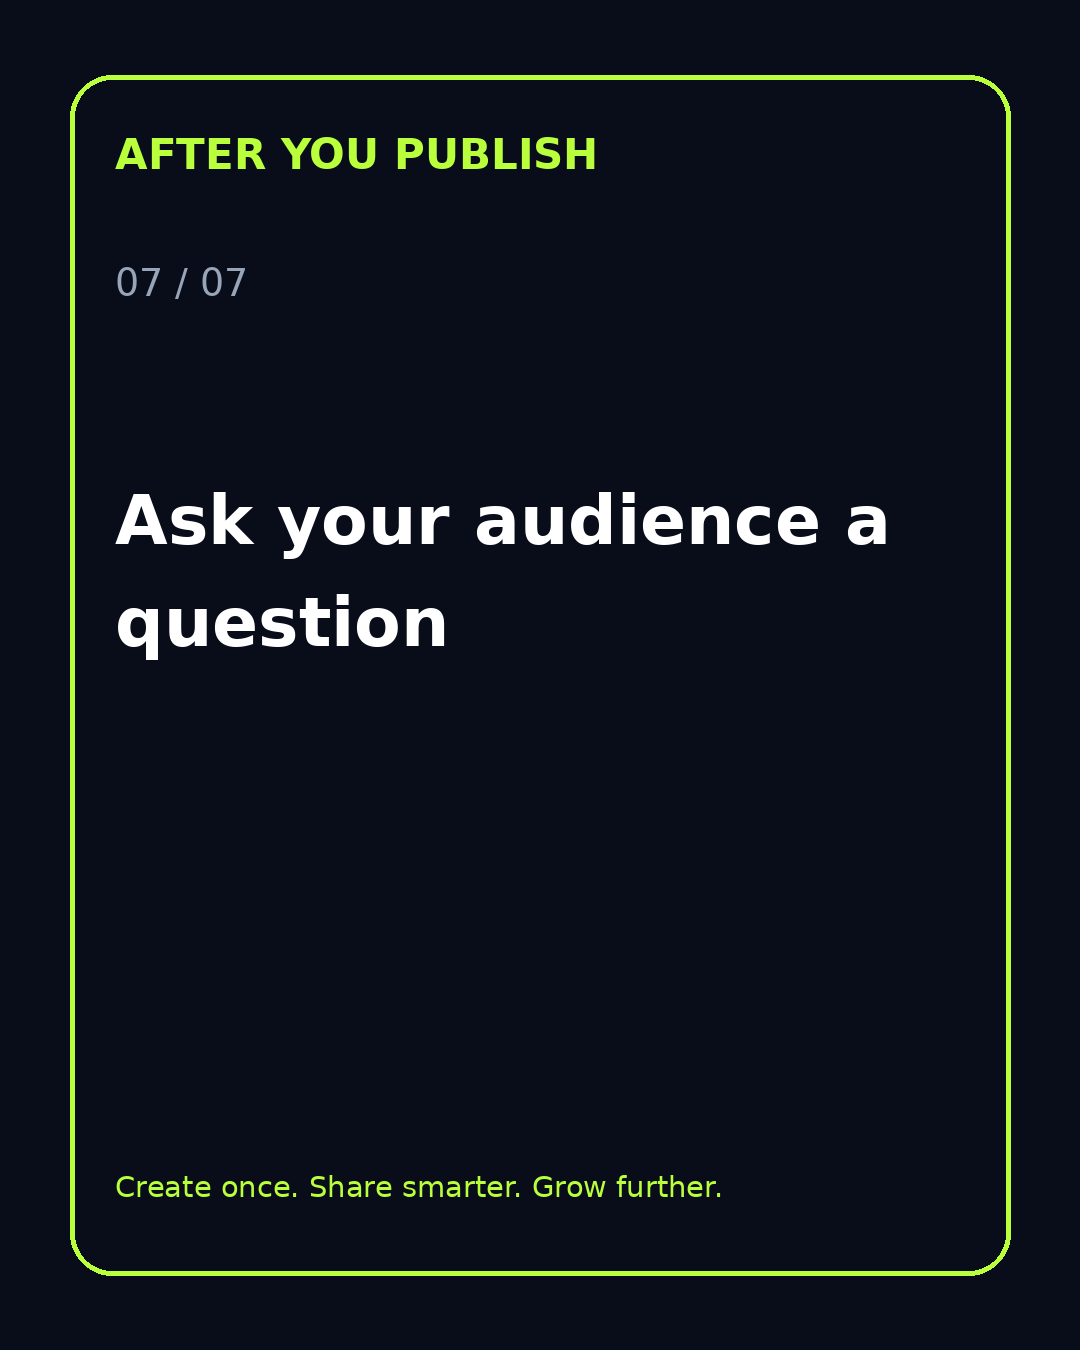 AFTER YOU PUBLISH
07 / 07
Ask your audience a
question
Create once. Share smarter. Grow further.